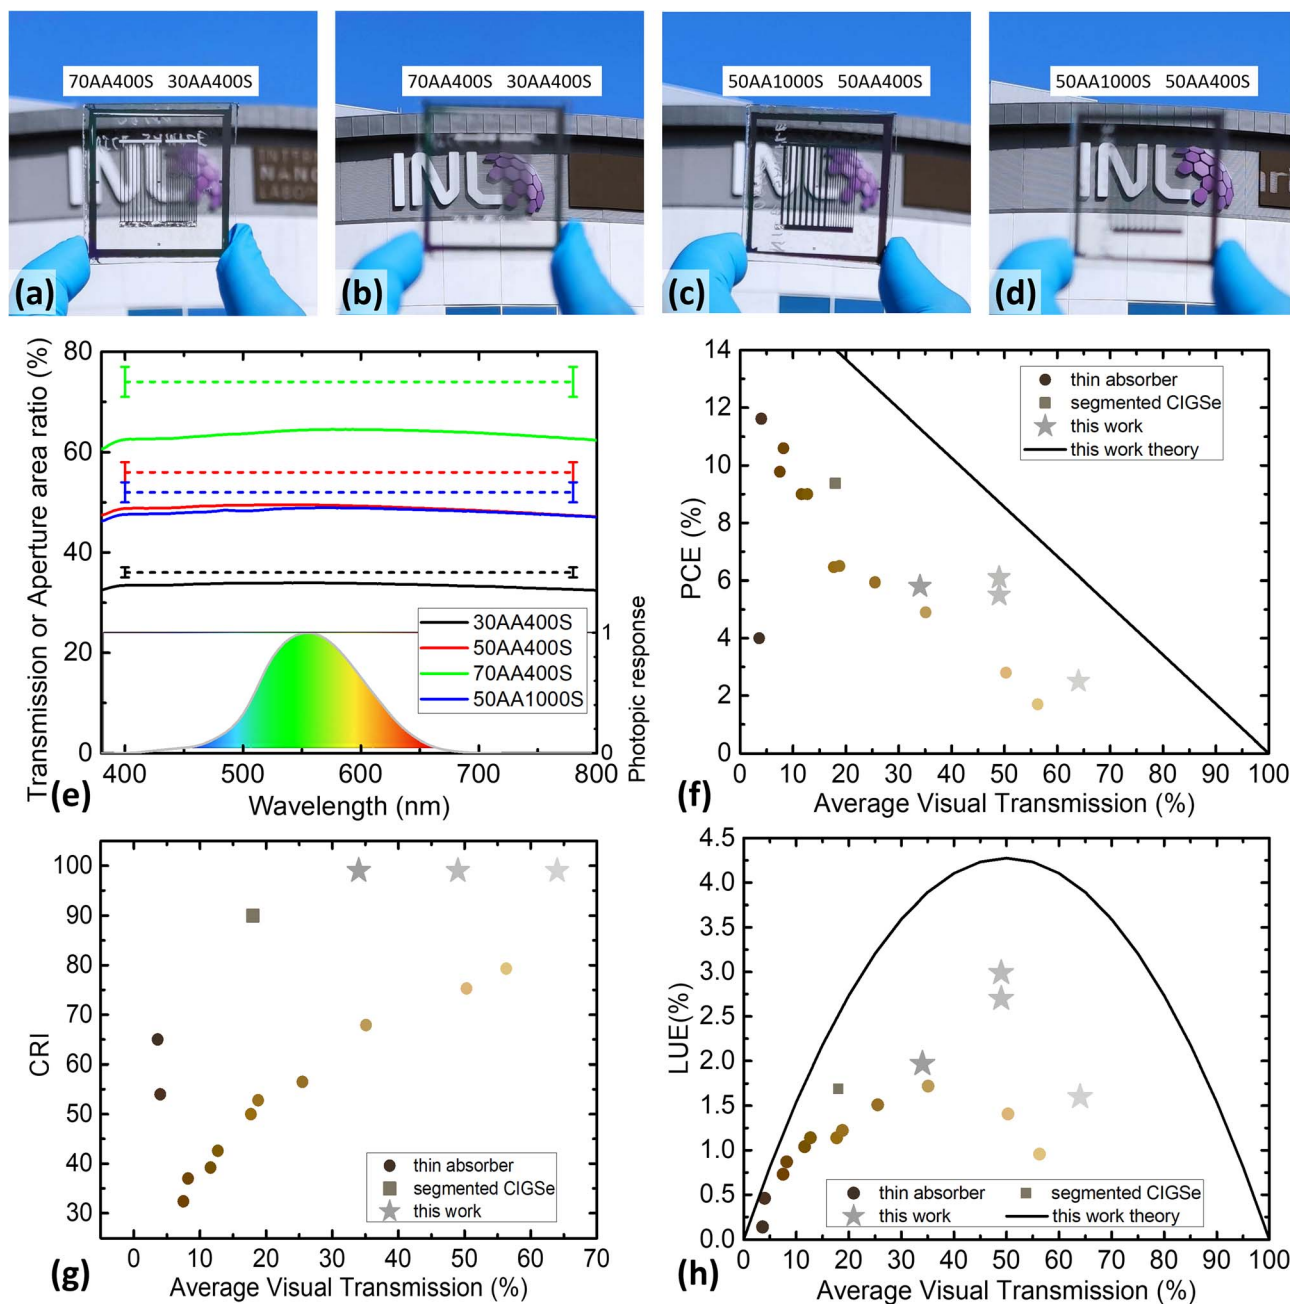 70AA400S 30AA400S
INL
(a)
70AA400S 30AA400S
INL
(b)
50AA1000S 50AA400S
INL
(c)
50AA1000S 50AA400S
INL
(d)
Transmission or Aperture area ratio (%)
80
60
40
20
0
30AA400S
50AA400S
70AA400S
50AA1000S
1
0
Photopic response
400 500 600 700 800
Wavelength (nm)
(e)
PCE (%)
14
12
10
8
6
4
2
0
thin absorber
segmented CIGSe
this work
this work theory
0 10 20 30 40 50 60 70 80 90 100
Average Visual Transmission (%)
(f)
CRI
100
90
80
70
60
50
40
30
thin absorber
segmented CIGSe
this work
0 10 20 30 40 50 60 70
Average Visual Transmission (%)
(g)
LUE(%)
4.5
4.0
3.5
3.0
2.5
2.0
1.5
1.0
0.5
0.0
thin absorber segmented CIGSe
this work this work theory
0 10 20 30 40 50 60 70 80 90 100
Average Visual Transmission (%)
(h)